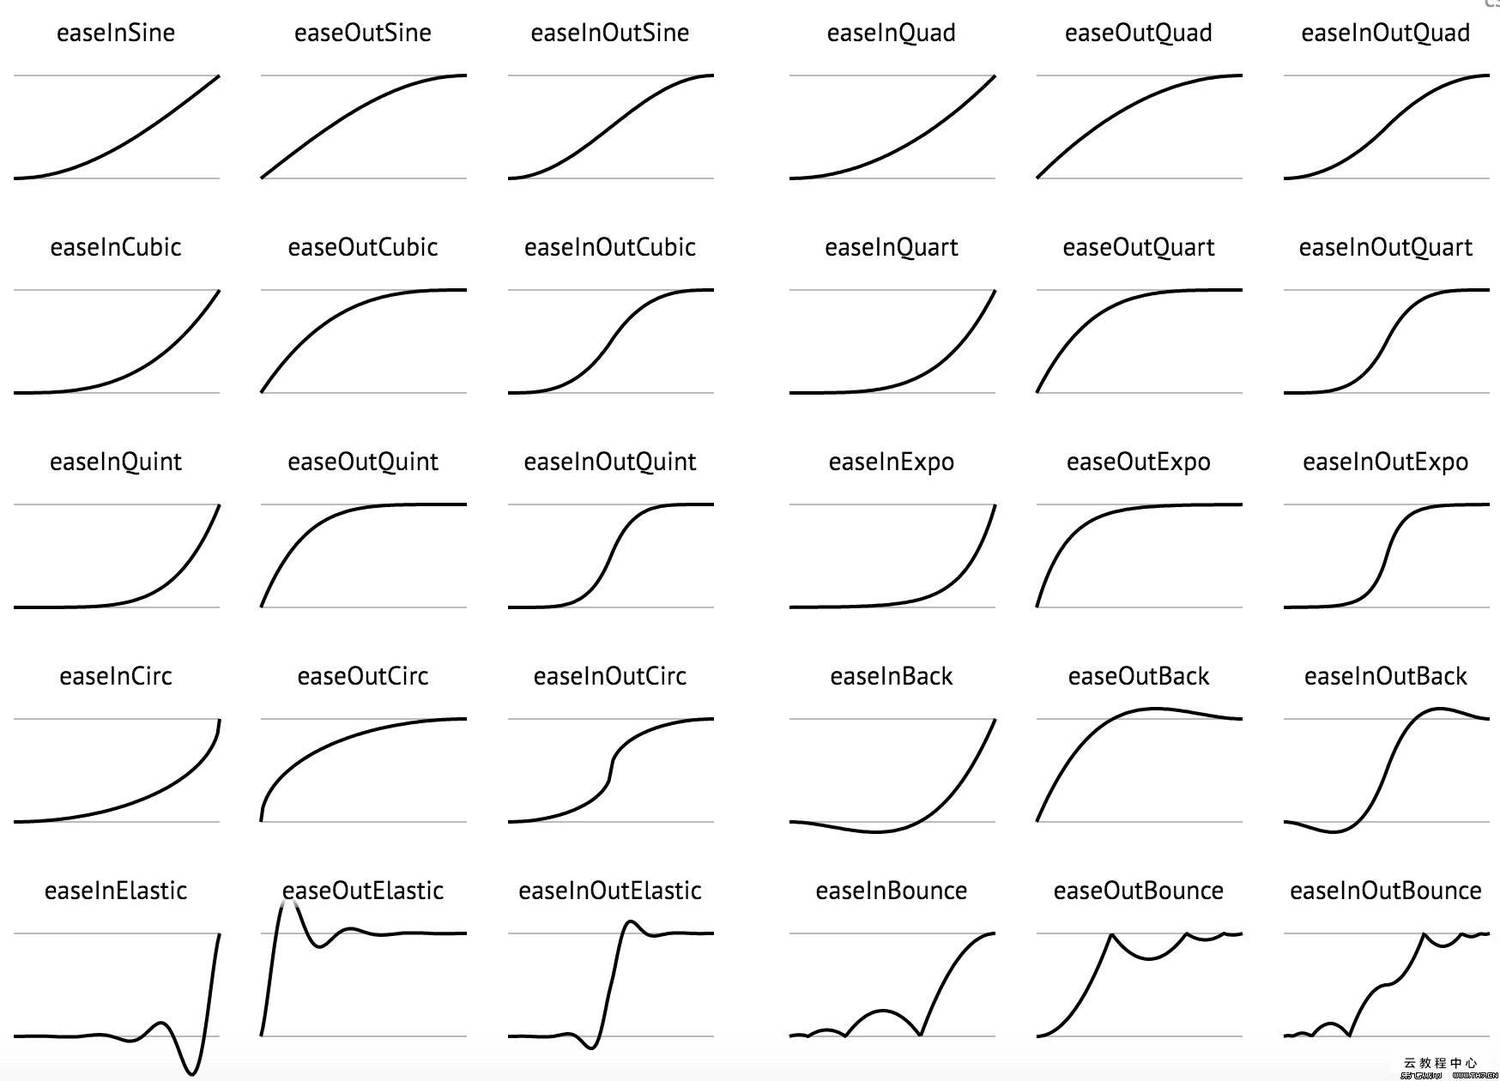 easeInSine easeOutSine easeInOutSine easeInQuad easeOutQuad easeInOutQuad
easeInCubic easeOutCubic easeInOutCubic easeInQuart easeOutQuart easeInOutQuart
easeInQuint easeOutQuint easeInOutQuint easeInExpo easeOutExpo easeInOutExpo
easeInCirc easeOutCirc easeInOutCirc easeInBack easeOutBack easeInOutBack
easeInElastic easeOutElastic easeInOutElastic easeInBounce easeOutBounce easeInOutBounce
云教程中心